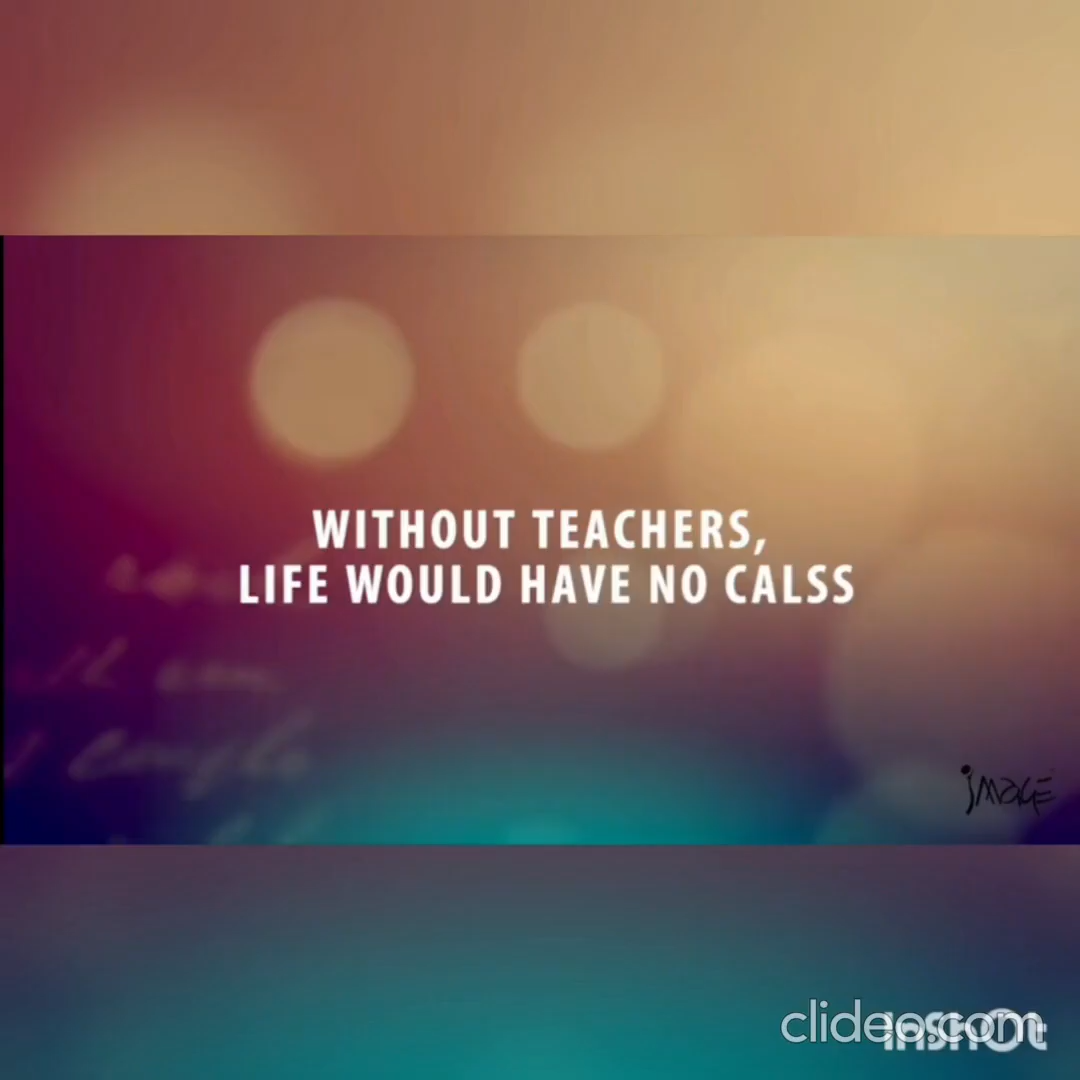 WITHOUT TEACHERS,
LIFE WOULD HAVE NO CALSS
image
clideo.com
INSHOT